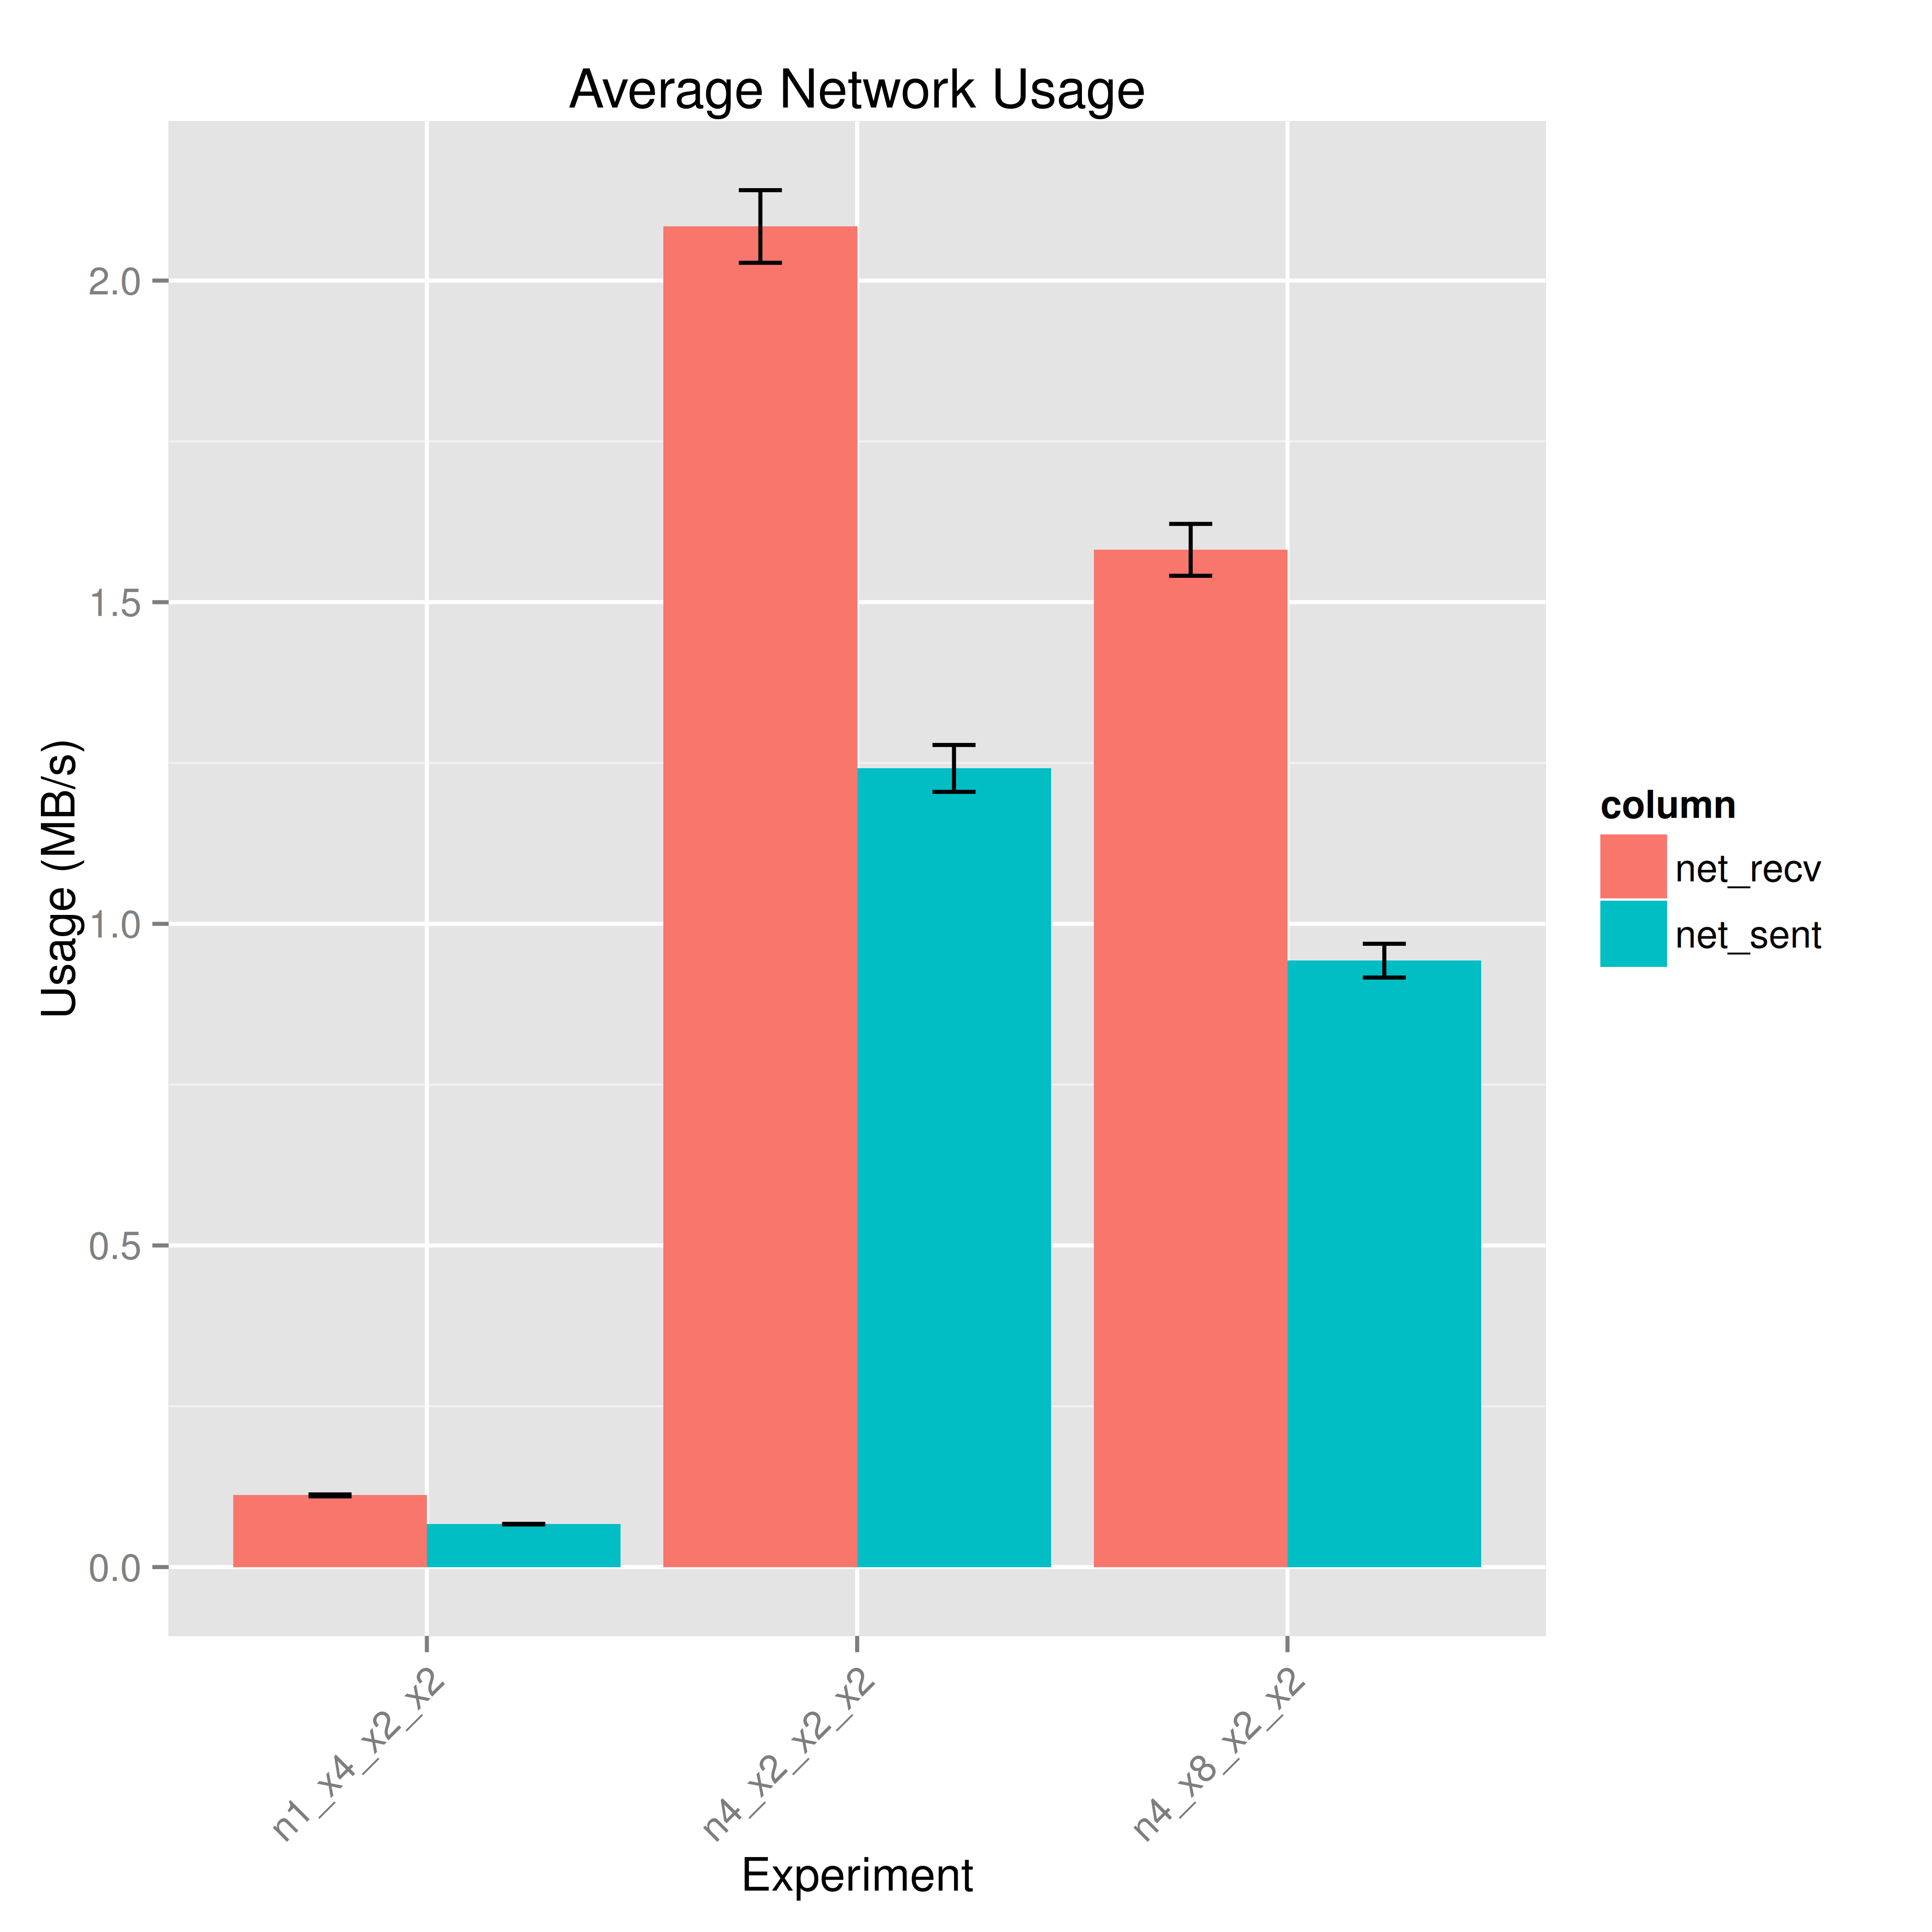 Average Network Usage
Usage (MB/s)
2.0
1.5
1.0
0.5
0.0
n1_x4_x2_x2
n4_x2_x2_x2
n4_x8_x2_x2
Experiment
column
net_recv
net_sent